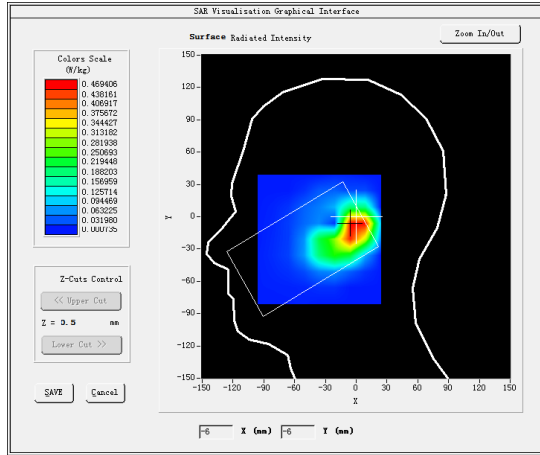 SAR Visualisation Graphical Interface
Surface Radiated Intensity
Zoom In/Out
Colors Scale
(W/kg)
0.469406
0.438161
0.406917
0.375672
0.344427
0.313182
0.281938
0.250693
0.219448
0.188203
0.156959
0.125714
0.094469
0.063225
0.031980
0.000735
Z-Cuts Control
<< Upper Cut
Z = 3.5 mm
Lower Cut >>
SAVE Cancel
150
120
90
60
30
0
-30
-60
-90
-120
-150
Y
-150 -120 -90 -60 -30 0 30 60 90 120 150
X
-6 X (mm) -6 Y (mm)